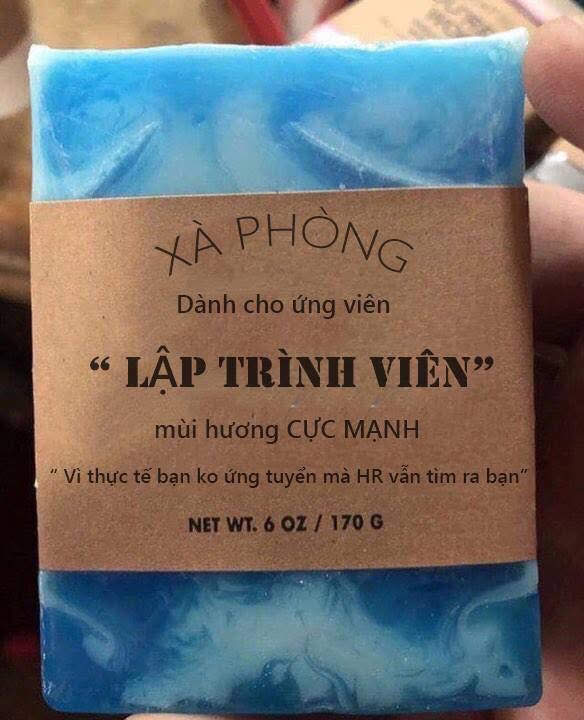 XÀ PHÒNG
Dành cho ứng viên
“ LẬP TRÌNH VIÊN”
mùi hương CỰC MẠNH
“ Vì thực tế bạn ko ứng tuyển mà HR vẫn tìm ra bạn”
NET WT. 6 OZ / 170 G